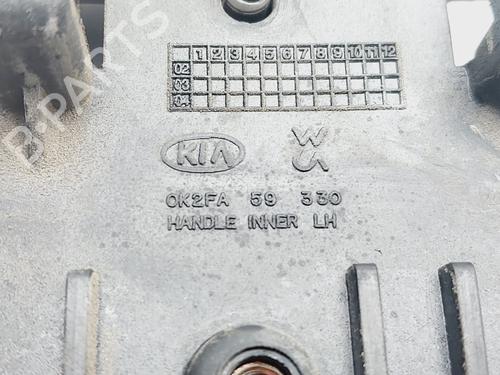 1 2 3 4 5 6 7 8 9 10 11 12
02
03
04
KIA
0K2FA 59 330
HANDLE INNER LH
B-PARTS